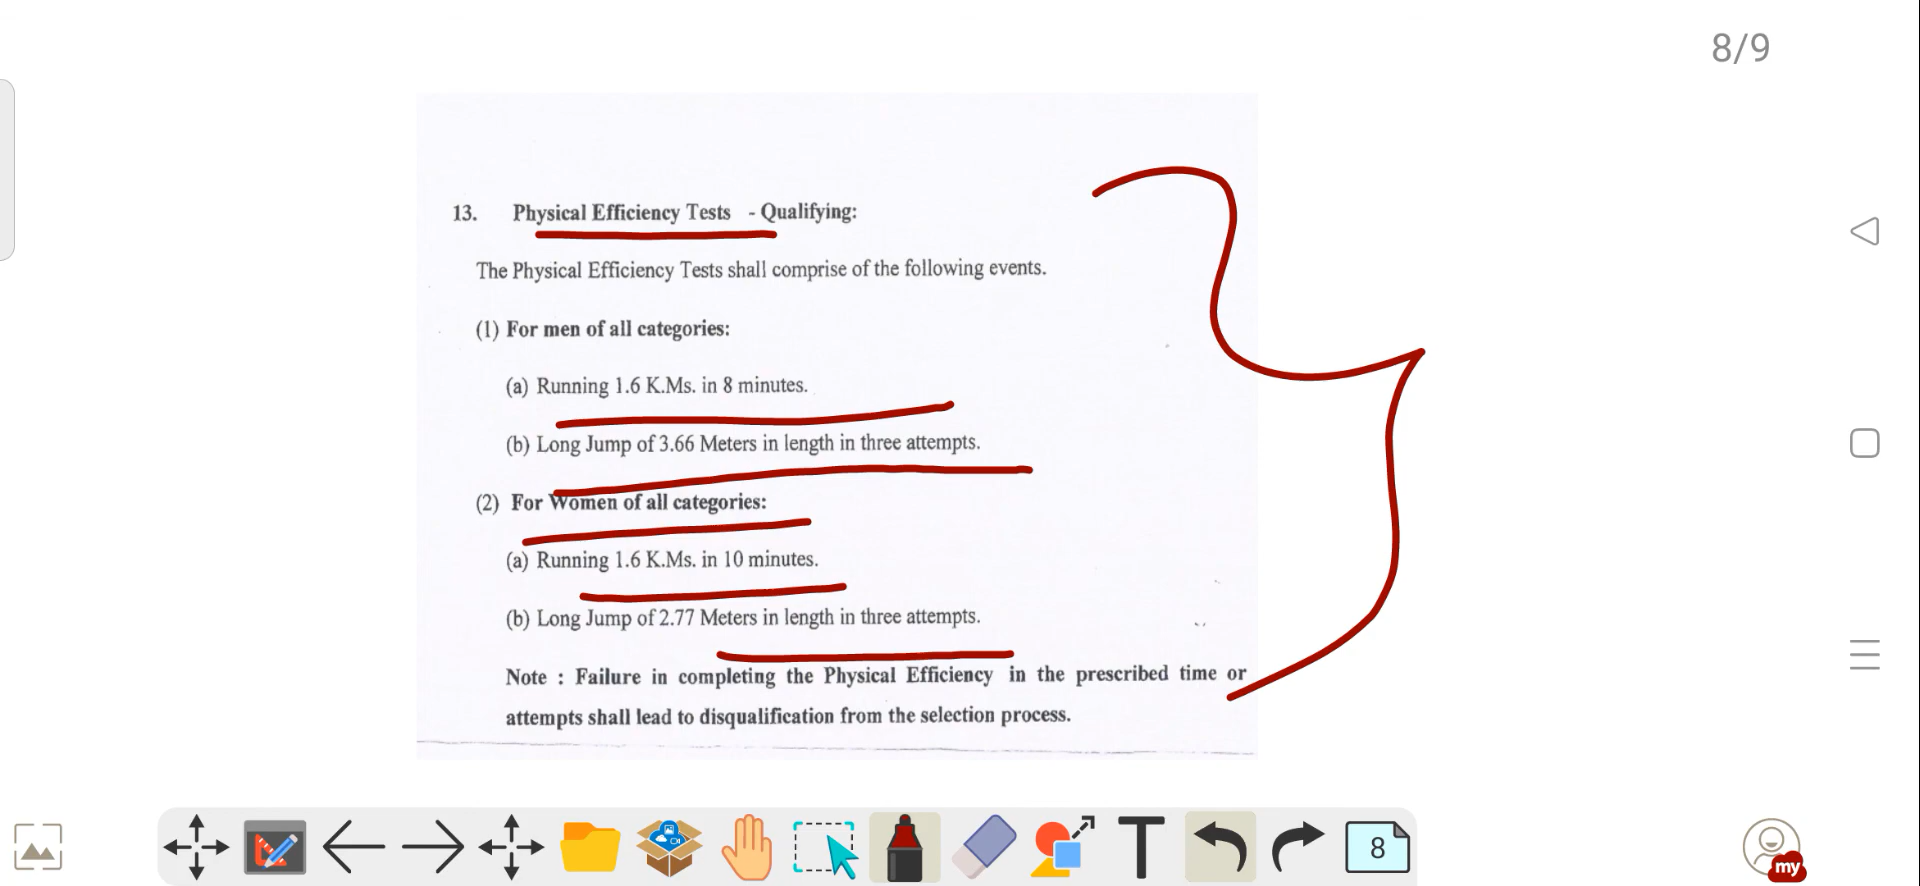 8/9
13. Physical Efficiency Tests - Qualifying:
The Physical Efficiency Tests shall comprise of the following events.
(1) For men of all categories:
(a) Running 1.6 K.Ms. in 8 minutes.
(b) Long Jump of 3.66 Meters in length in three attempts.
(2) For Women of all categories:
(a) Running 1.6 K.Ms. in 10 minutes.
(b) Long Jump of 2.77 Meters in length in three attempts.
Note : Failure in completing the Physical Efficiency in the prescribed time or
attempts shall lead to disqualification from the selection process.
T
8
my